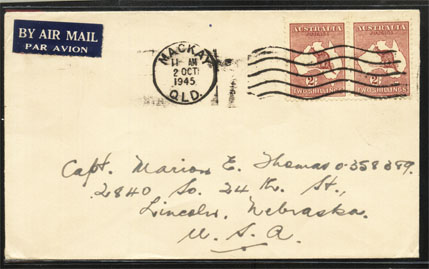 BY AIR MAIL
PAR AVION
MACKAY
11 AM
2 OCT
1945
QLD.
AUSTRALIA
2/-
TWO SHILLINGS
AUSTRALIA
2/-
TWO SHILLINGS
Capt. Marion E. Thomas 0-358389.
2840 So. 24 th. St.,
Lincoln, Nebraska.
U. S. A.